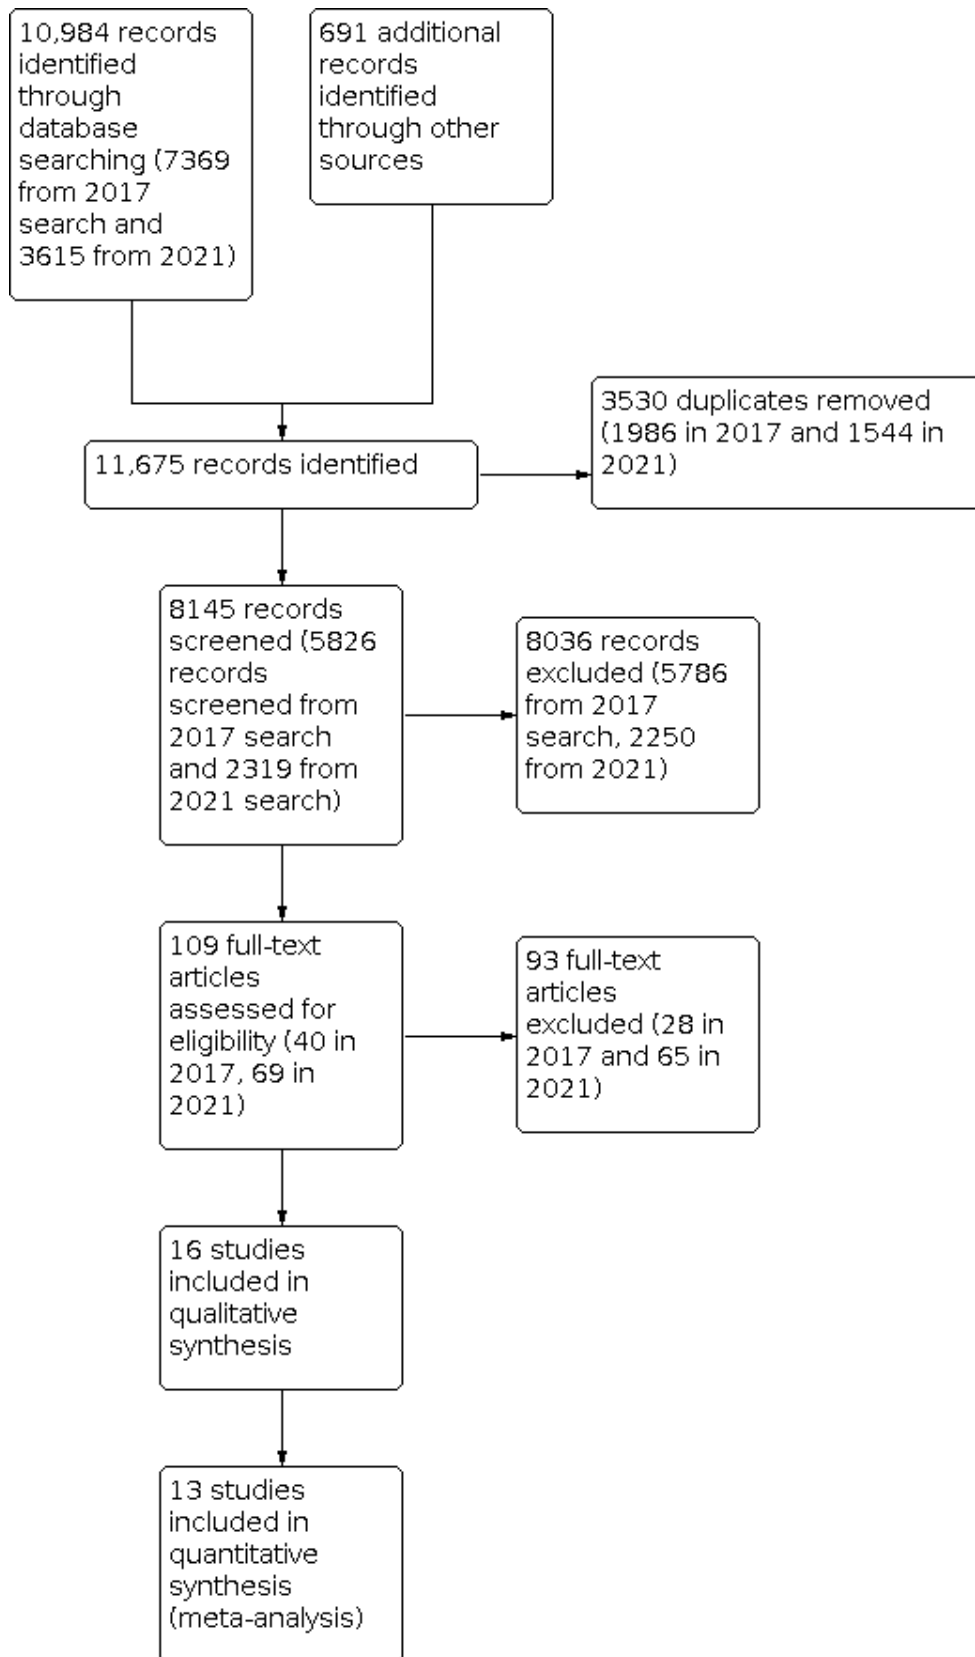 10,984 records
identified
through
database
searching (7369
from 2017
search and
3615 from 2021)
691 additional
records
identified
through other
sources
3530 duplicates removed
(1986 in 2017 and 1544 in
2021)
11,675 records identified
8145 records
screened (5826
records
screened from
2017 search
and 2319 from
2021 search)
8036 records
excluded (5786
from 2017
search, 2250
from 2021)
109 full-text
articles
assessed for
eligibility (40 in
2017, 69 in
2021)
93 full-text
articles
excluded (28 in
2017 and 65 in
2021)
16 studies
included in
qualitative
synthesis
13 studies
included in
quantitative
synthesis
(meta-analysis)